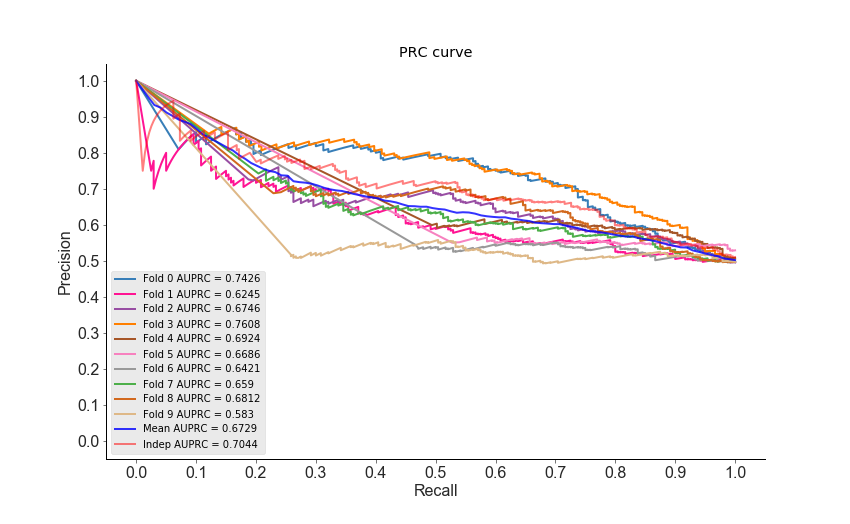 PRC curve
Precision
1.0
0.9
0.8
0.7
0.6
0.5
0.4
0.3
0.2
0.1
0.0
Fold 0 AUPRC = 0.7426
Fold 1 AUPRC = 0.6245
Fold 2 AUPRC = 0.6746
Fold 3 AUPRC = 0.7608
Fold 4 AUPRC = 0.6924
Fold 5 AUPRC = 0.6686
Fold 6 AUPRC = 0.6421
Fold 7 AUPRC = 0.659
Fold 8 AUPRC = 0.6812
Fold 9 AUPRC = 0.583
Mean AUPRC = 0.6729
Indep AUPRC = 0.7044
0.0 0.1 0.2 0.3 0.4 0.5 0.6 0.7 0.8 0.9 1.0
Recall